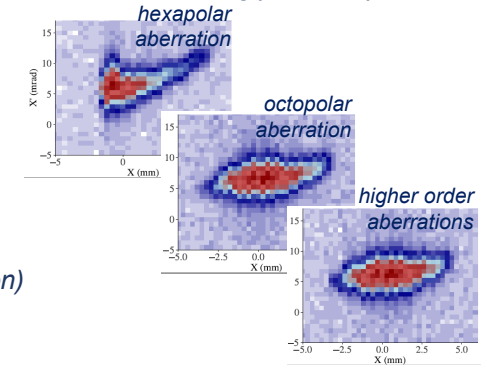 hexapolar
aberration
15
10
5
0
−5
X' (mrad)
−5
0
X (mm)
octopolar
aberration
15
10
5
0
−5
−5.0
−2.5
0.0
X (mm)
higher order
aberrations
15
10
5
0
−5
−5.0
−2.5
0.0
2.5
5.0
X (mm)
on)